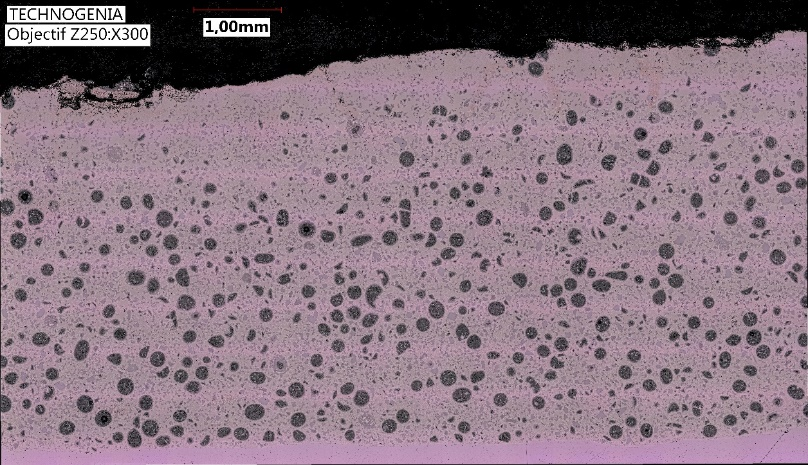 TECHNOGENIA
Objectif Z250:X300
1,00mm